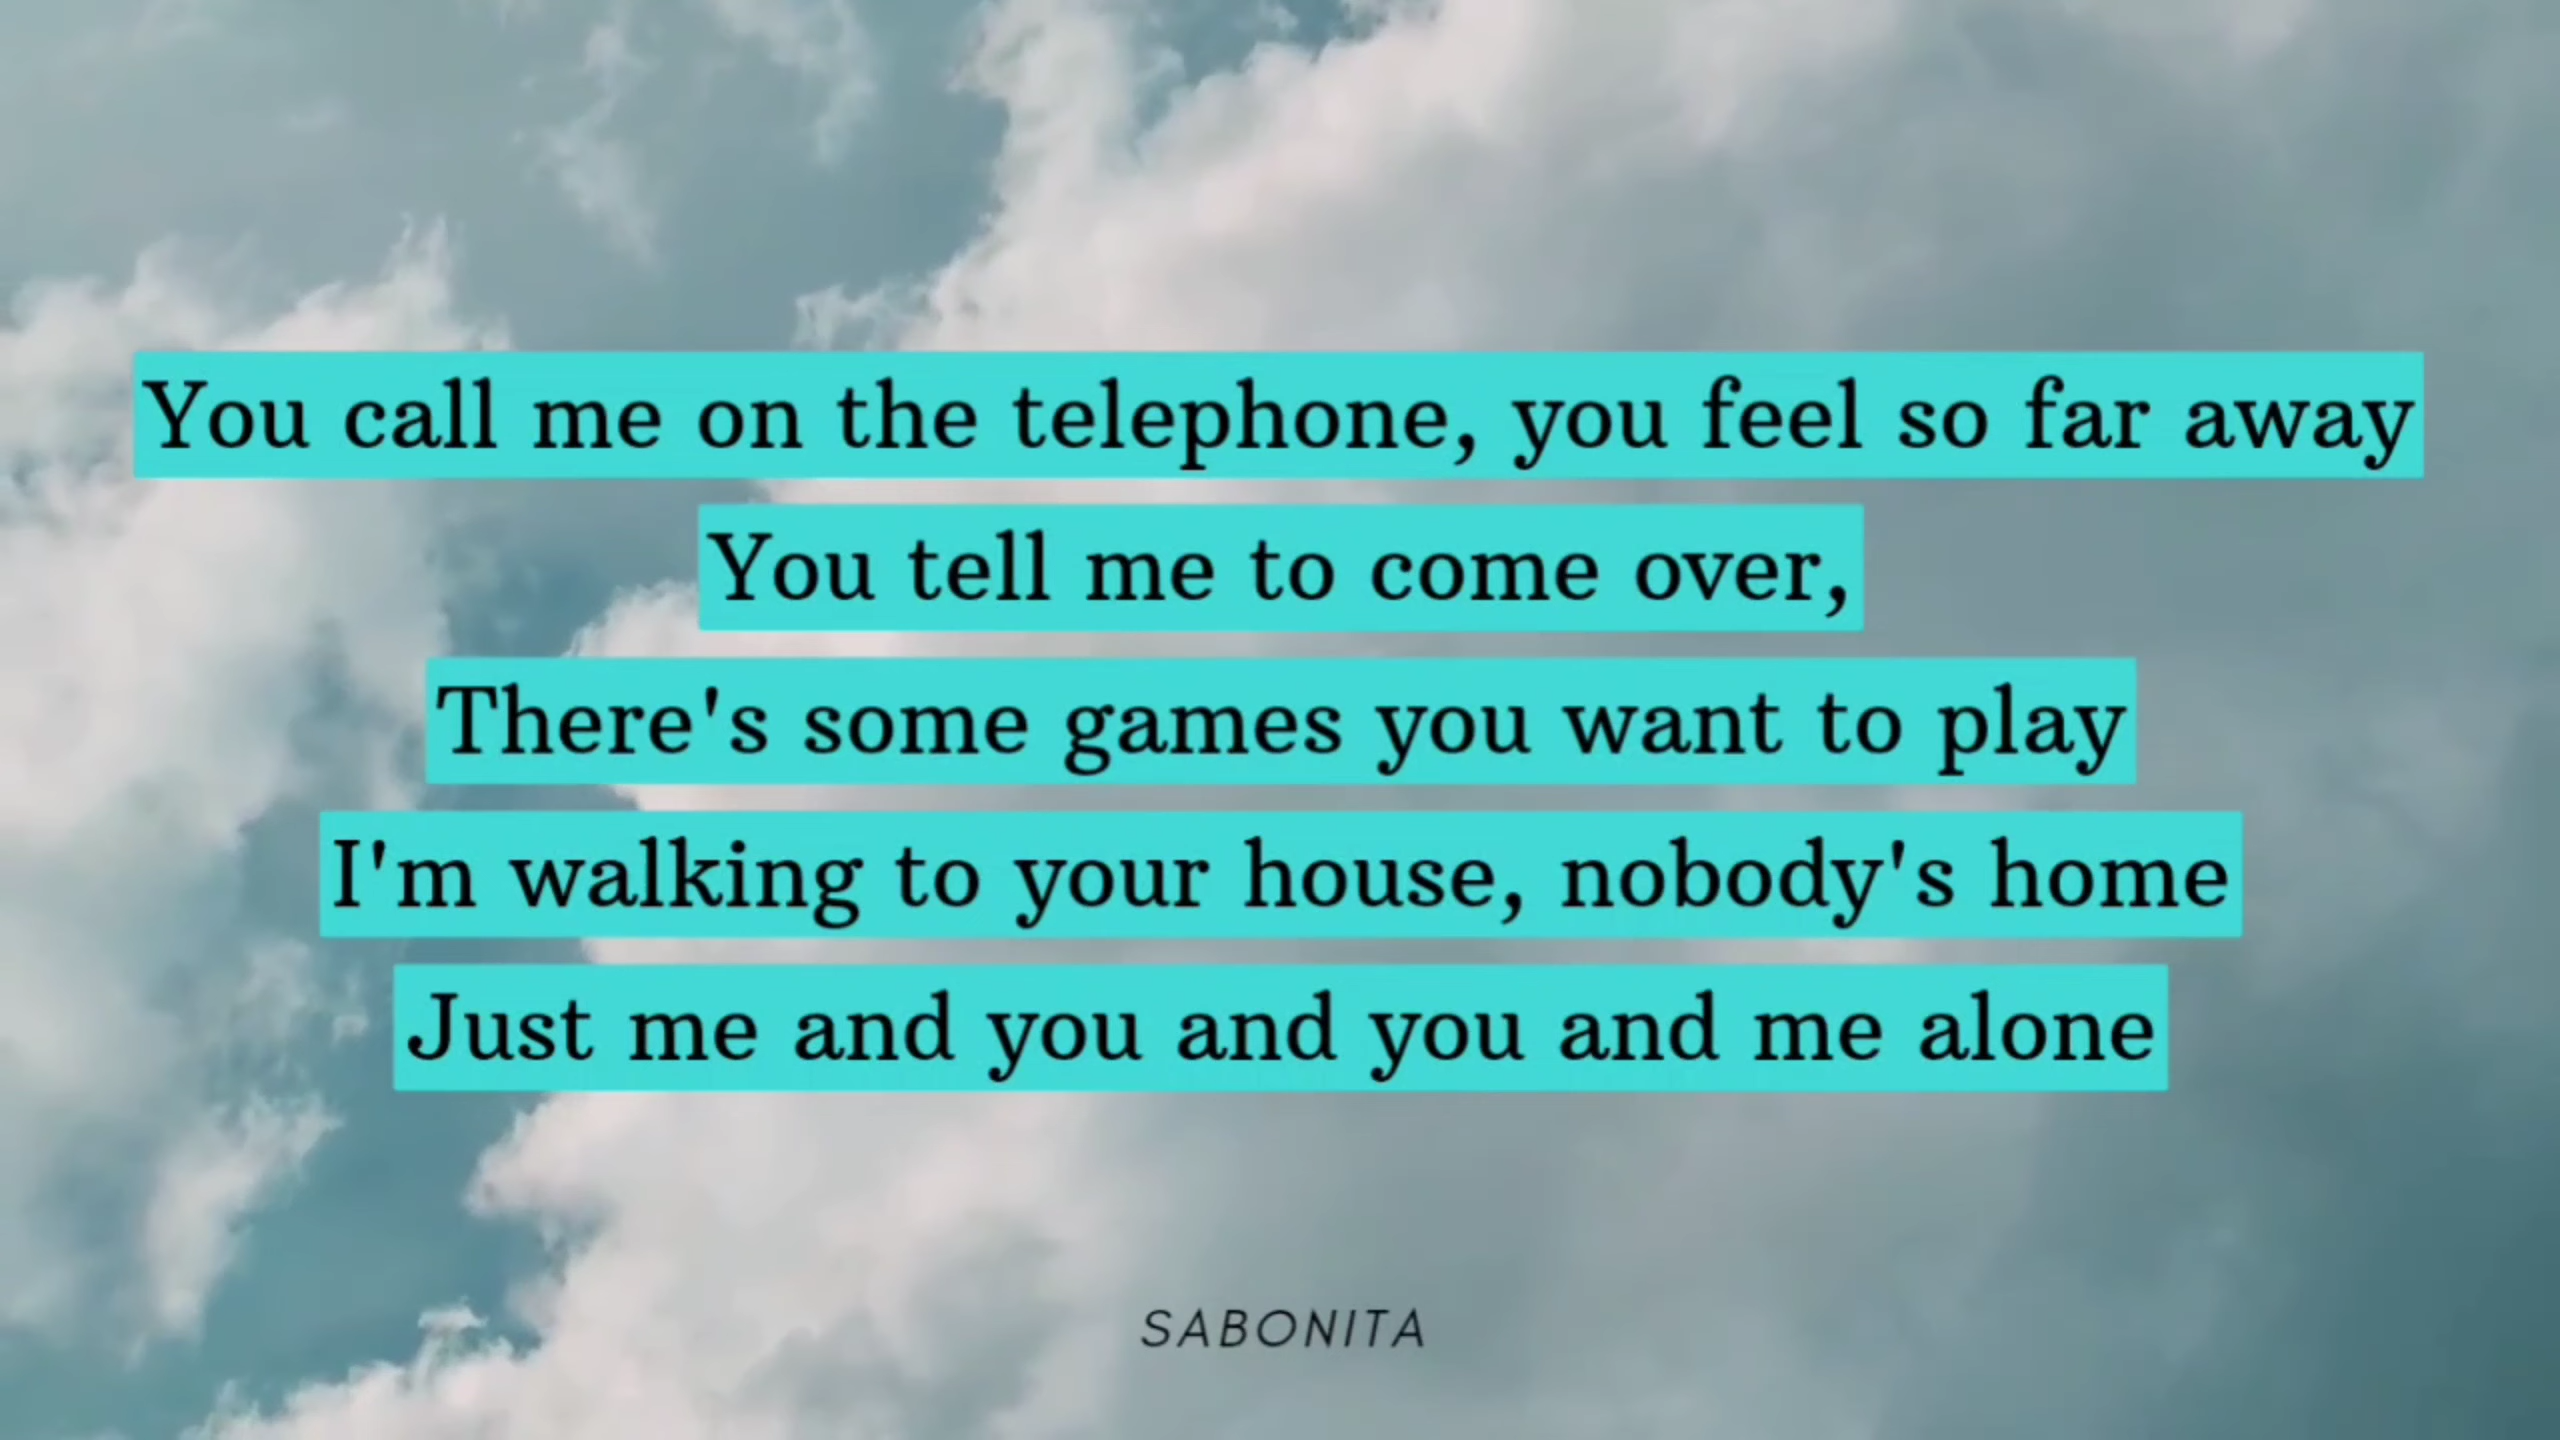 You call me on the telephone, you feel so far away
You tell me to come over,
There's some games you want to play
I'm walking to your house, nobody's home
Just me and you and you and me alone
SABONITA